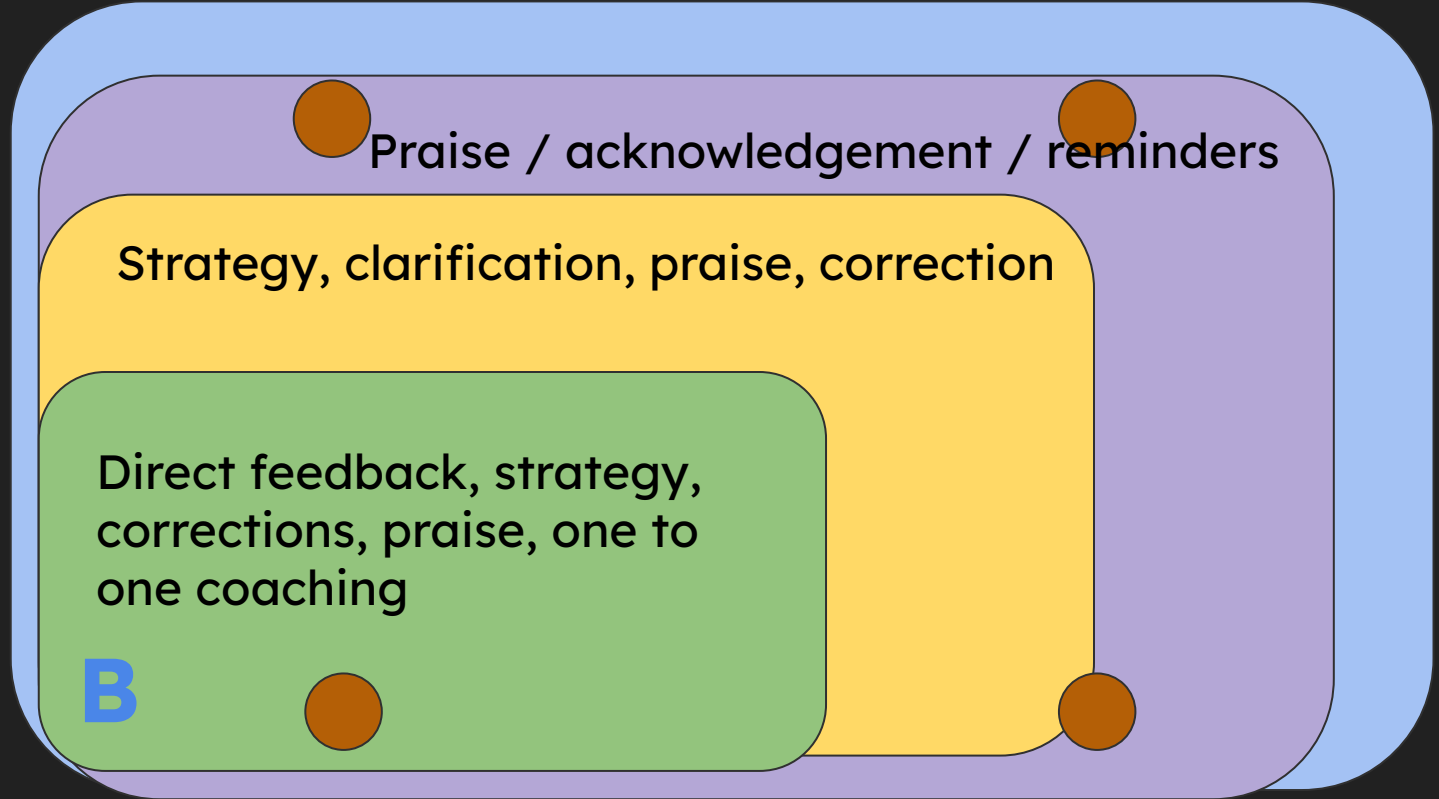 Praise / acknowledgement / reminders
Strategy, clarification, praise, correction
Direct feedback, strategy,
corrections, praise, one to
one coaching
B